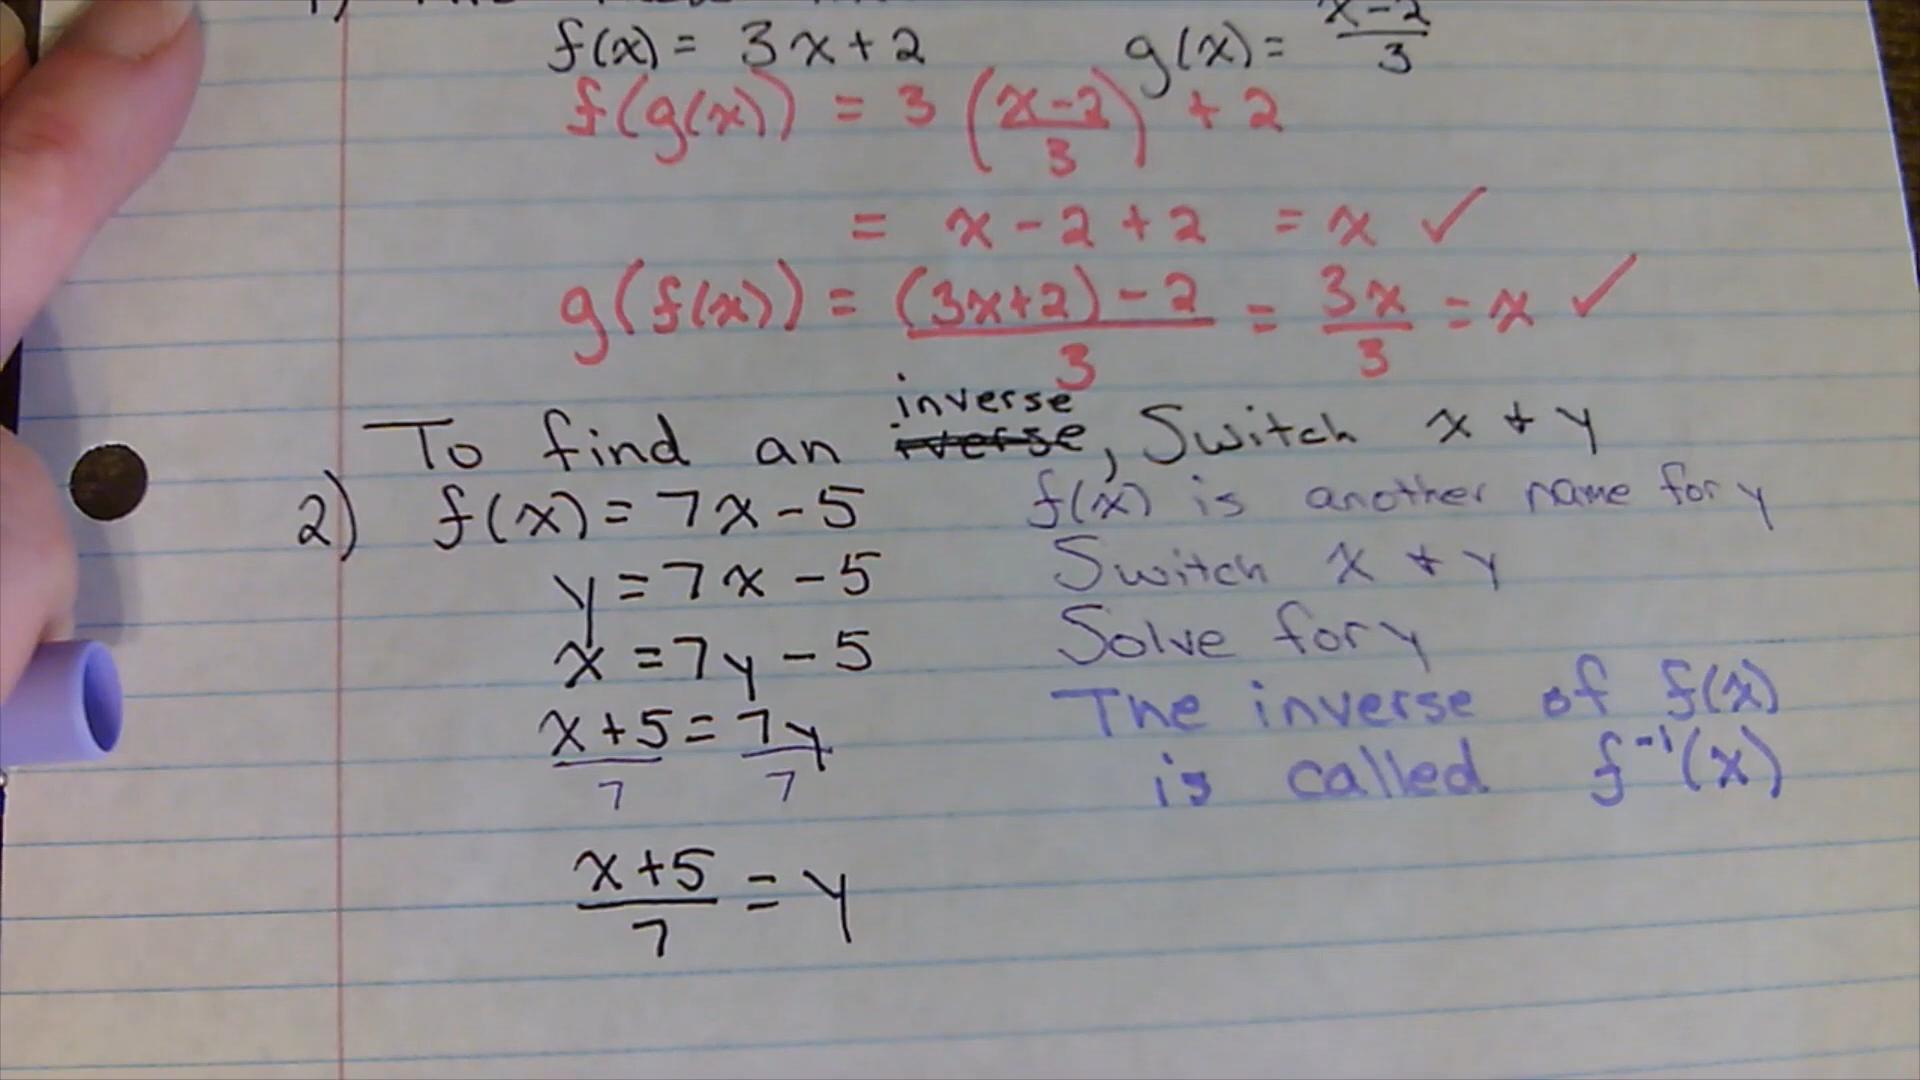 1)
f(x) = 3x+2 g(x) = x-2/3
f(g(x)) = 3 (x-2/3) + 2
= x - 2 + 2 = x ✓
g(f(x)) = (3x+2) - 2/3 = 3x/3 = x ✓
inverse
To find an iverse, Switch x + y
2) f(x) = 7x - 5 f(x) is another name for y
y = 7x - 5 Switch x + y
x = 7y - 5 Solve for y
x + 5/7 = 7y/7 The inverse of f(x)
is called f⁻¹(x)
x+5/7 = y